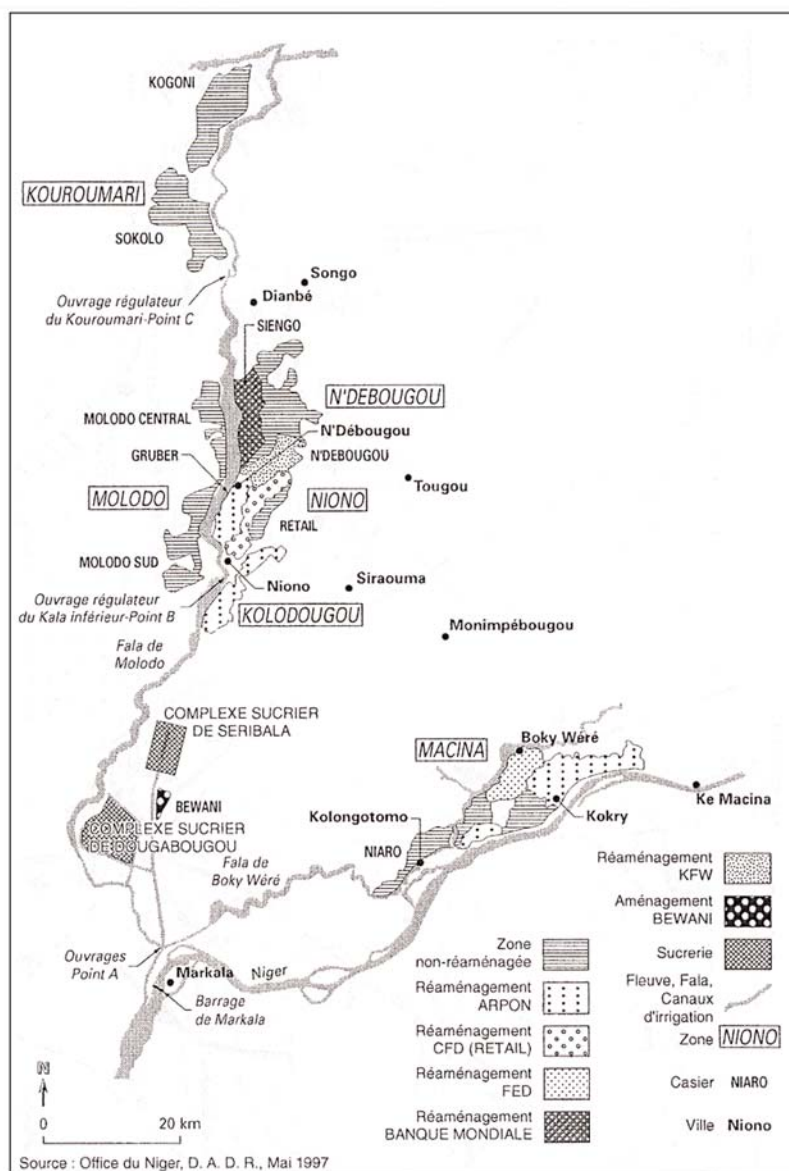 KOGONI
KOUROUMARI
SOKOLO
Songo
Dianbé
Ouvrage régulateur
du Kouroumari-Point C
SIENGO
N'DEBOUGOU
MOLODO CENTRAL
N'Débougou
GRUBER
N'DEBOUGOU
Tougou
MOLODO
NIONO
RETAIL
MOLODO SUD
Niono
Siraouma
Ouvrage régulateur
du Kala inférieur-Point B
KOLODOUGOU
Monimpébougou
Fala de
Molodo
COMPLEXE SUCRIER
DE SERIBALA
MACINA
Boky Wéré
BEWANI
Ke Macina
COMPLEXE SUCRIER
DE DOUGABOUGOU
Kolongotomo
Kokry
NIARO
Fala de
Boky Wéré
Ouvrages
Point A
Markala
Niger
Barrage
de Markala
Zone
non-réaménagée
Réaménagement
ARPON
Réaménagement
CFD (RETAIL)
Réaménagement
FED
Réaménagement
BANQUE MONDIALE
Réaménagement
KFW
Aménagement
BEWANI
Sucrerie
Fleuve, Fala,
Canaux
d'irrigation
Zone NIONO
Casier NIARO
Ville Niono
N
0 20 km
Source : Office du Niger, D. A. D. R., Mai 1997